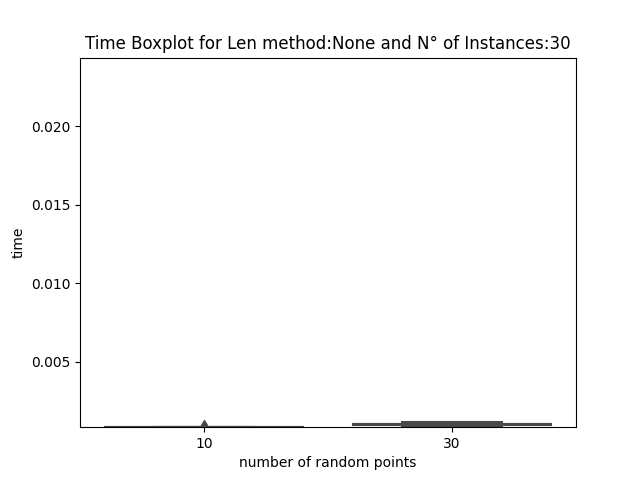 Time Boxplot for Len method:None and N° of Instances:30
0.020
0.015
time
0.010
0.005
10
30
number of random points